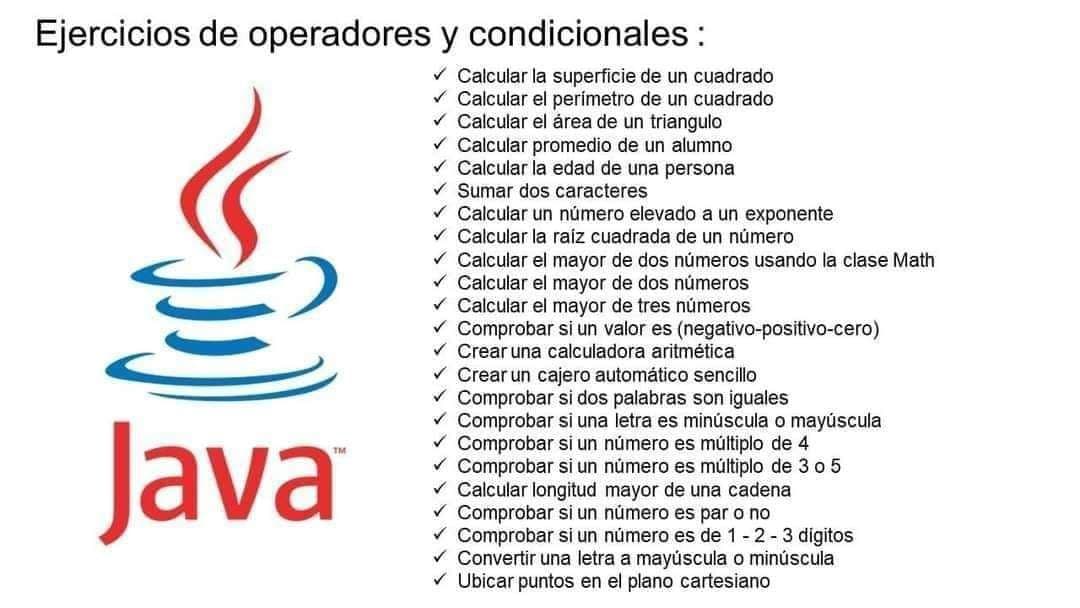 Ejercicios de operadores y condicionales :
✓ Calcular la superficie de un cuadrado
✓ Calcular el perímetro de un cuadrado
✓ Calcular el área de un triangulo
✓ Calcular promedio de un alumno
✓ Calcular la edad de una persona
✓ Sumar dos caracteres
✓ Calcular un número elevado a un exponente
✓ Calcular la raíz cuadrada de un número
✓ Calcular el mayor de dos números usando la clase Math
✓ Calcular el mayor de dos números
✓ Calcular el mayor de tres números
✓ Comprobar si un valor es (negativo-positivo-cero)
✓ Crear una calculadora aritmética
✓ Crear un cajero automático sencillo
✓ Comprobar si dos palabras son iguales
✓ Comprobar si una letra es minúscula o mayúscula
✓ Comprobar si un número es múltiplo de 4
✓ Comprobar si un número es múltiplo de 3 o 5
✓ Calcular longitud mayor de una cadena
✓ Comprobar si un número es par o no
✓ Comprobar si un número es de 1 - 2 - 3 dígitos
✓ Convertir una letra a mayúscula o minúscula
✓ Ubicar puntos en el plano cartesiano
Java™